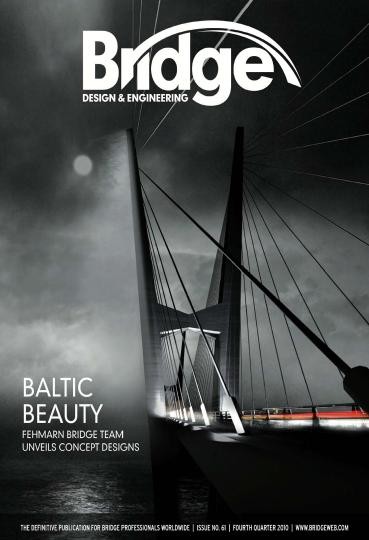 Bridge
DESIGN & ENGINEERING
BALTIC
BEAUTY
FEHMARN BRIDGE TEAM
UNVEILS CONCEPT DESIGNS
THE DEFINITIVE PUBLICATION FOR BRIDGE PROFESSIONALS WORLDWIDE | ISSUE NO. 61 | FOURTH QUARTER 2010 | WWW.BRIDGEWEB.COM